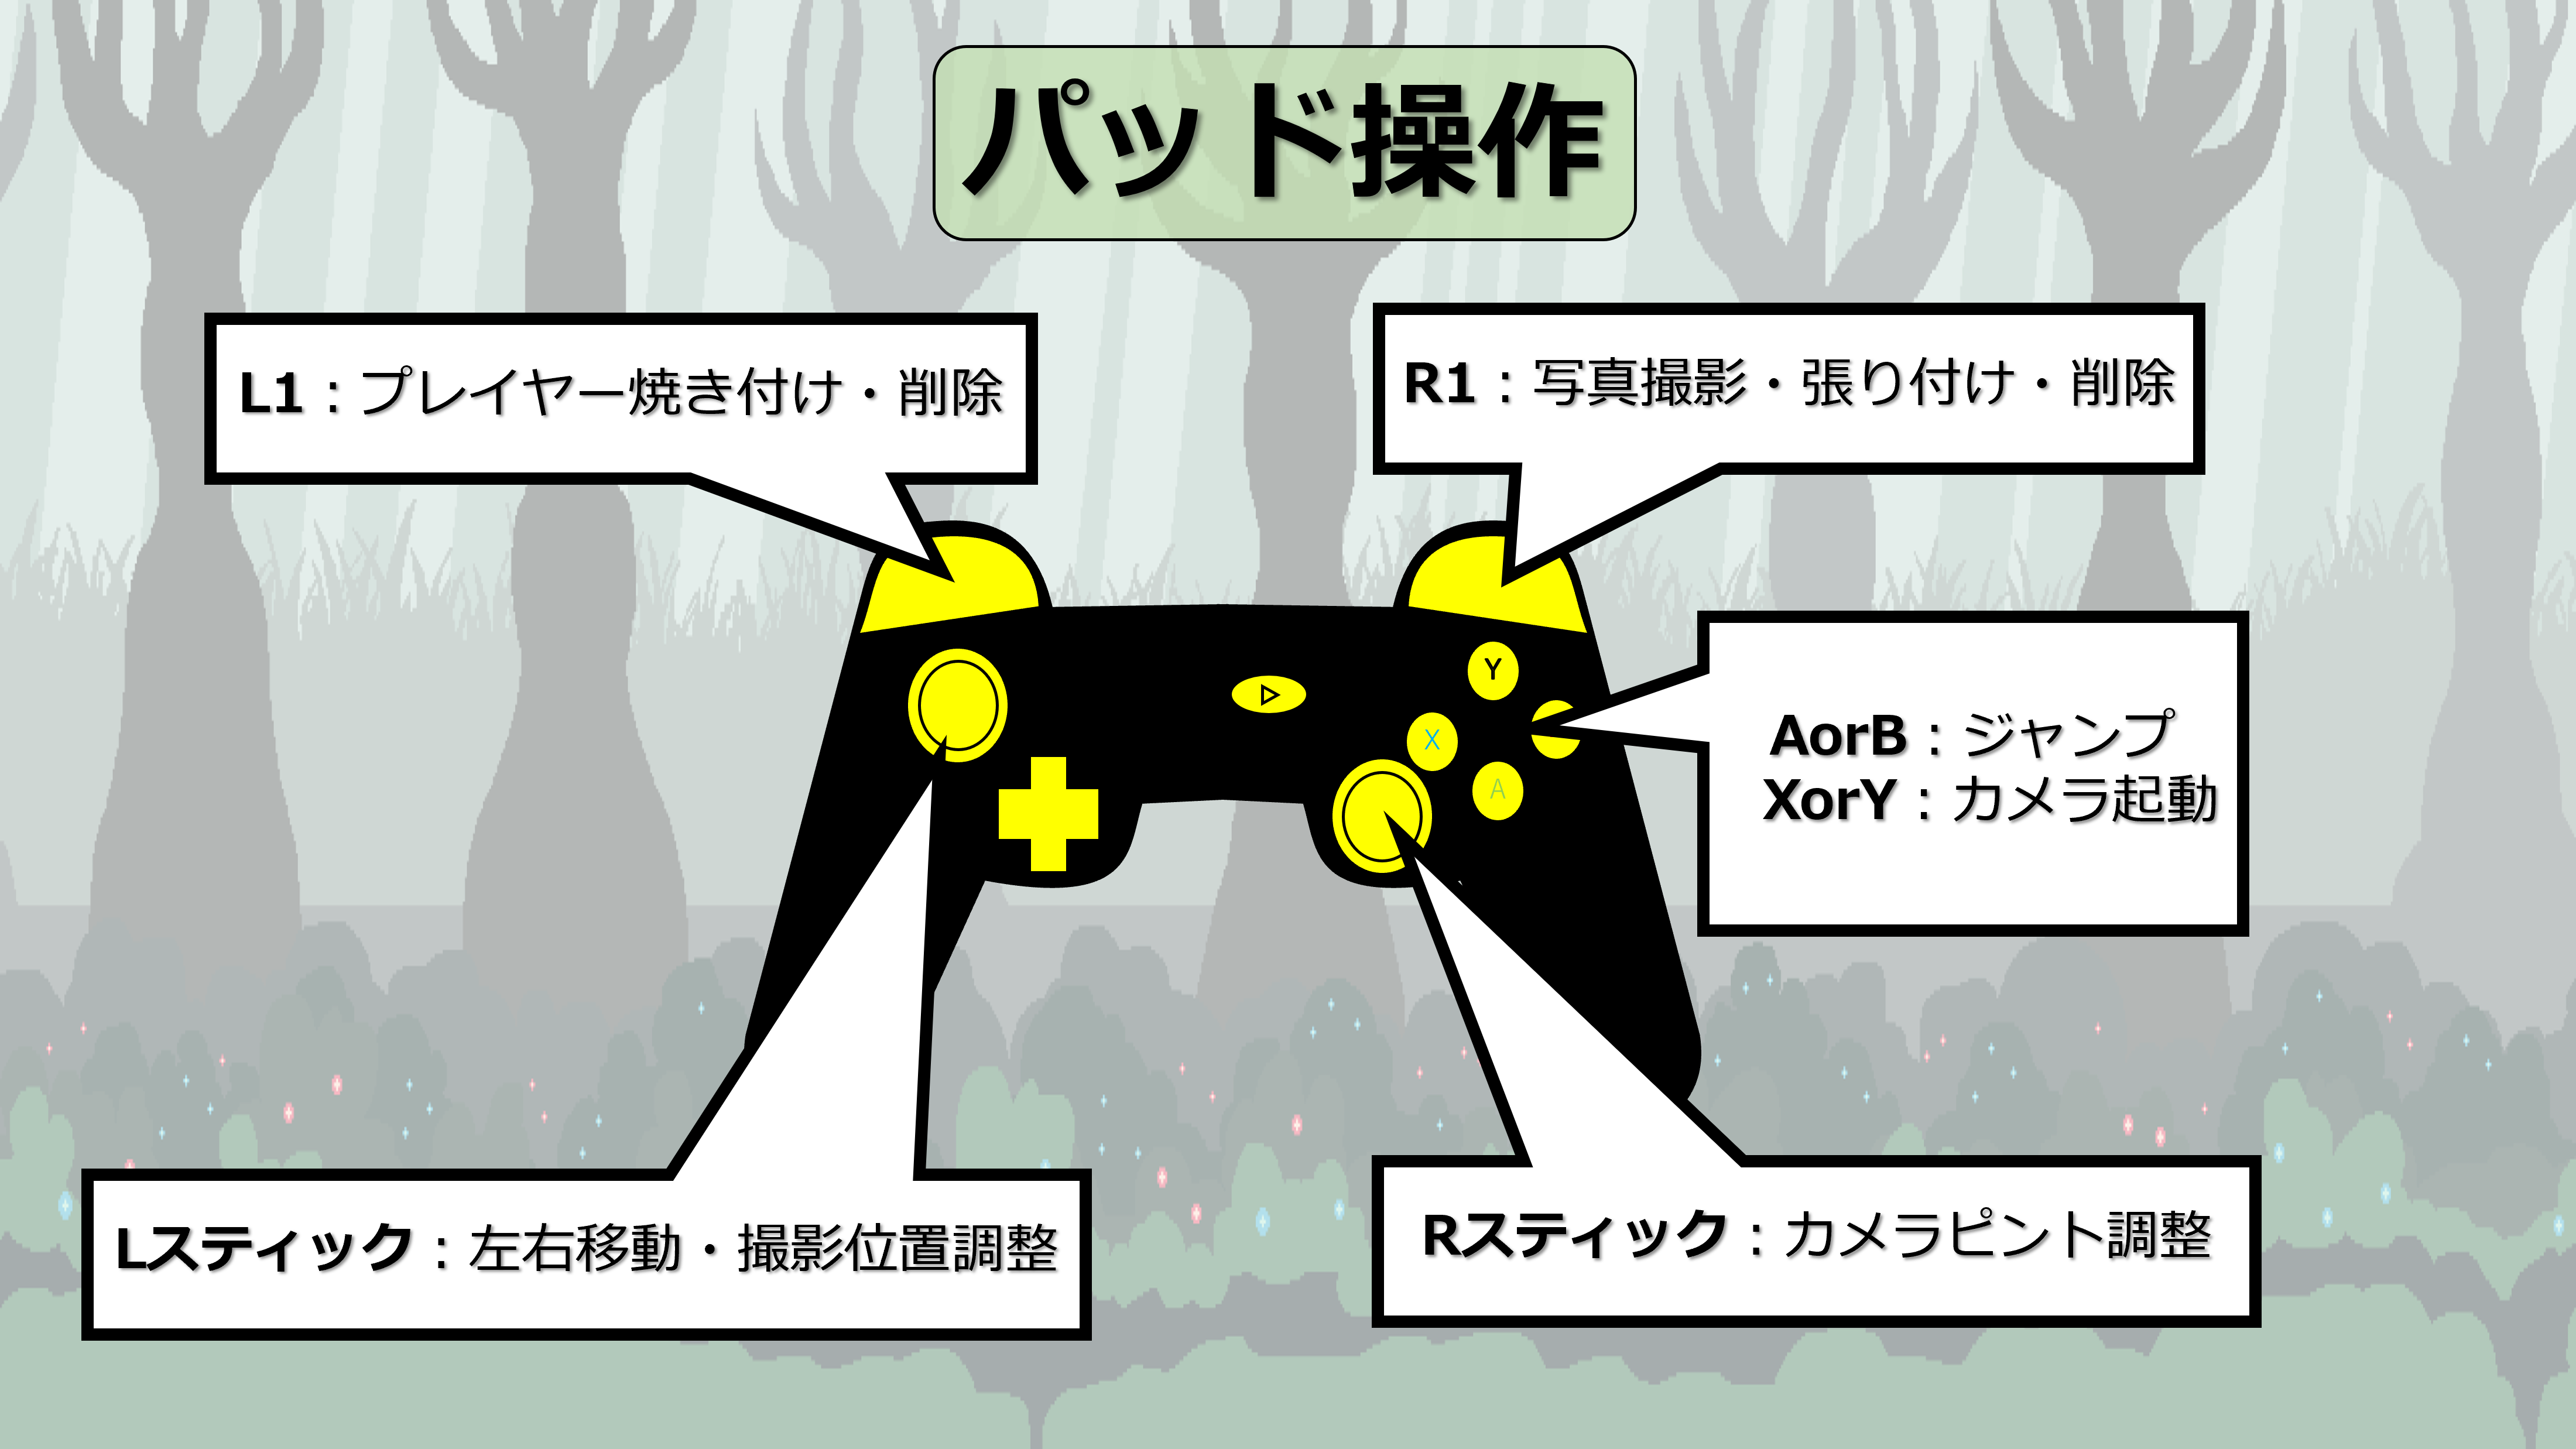 パッド操作
L1：プレイヤー焼き付け・削除
R1：写真撮影・張り付け・削除
Y
X
A
AorB：ジャンプ
XorY：カメラ起動
Lスティック：左右移動・撮影位置調整
Rスティック：カメラピント調整